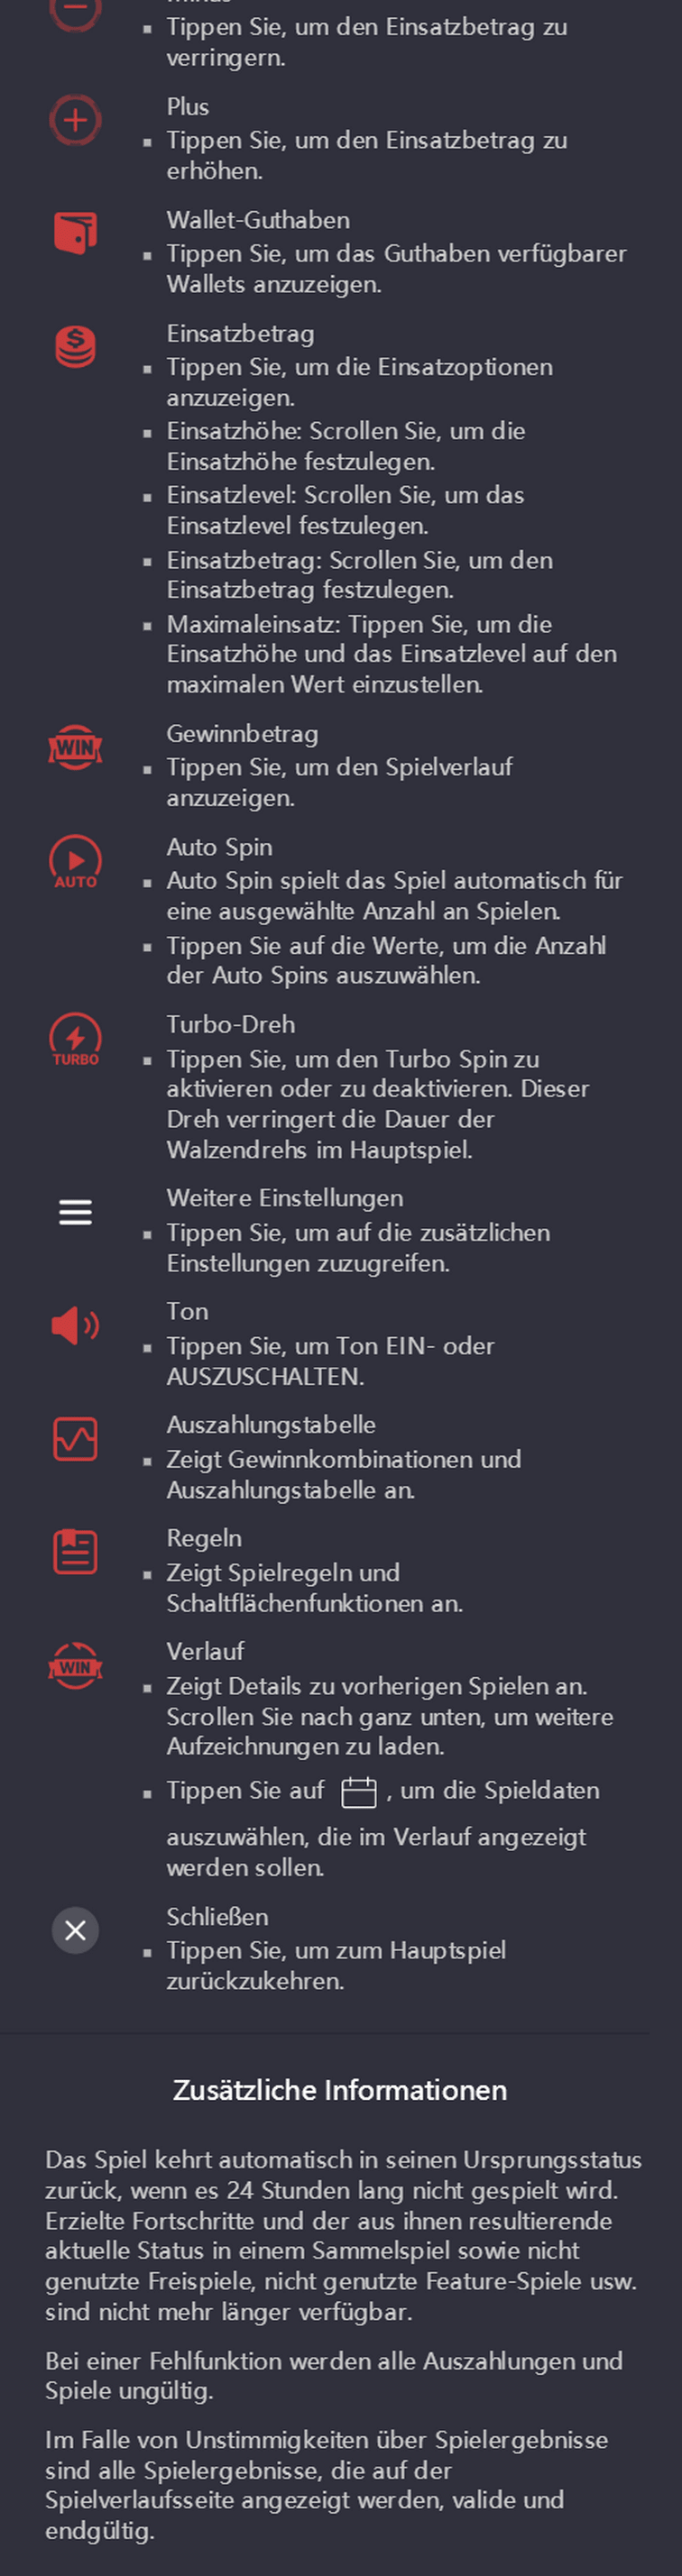 Tippen Sie, um den Einsatzbetrag zu
verringern.
Plus
Tippen Sie, um den Einsatzbetrag zu
erhöhen.
Wallet-Guthaben
Tippen Sie, um das Guthaben verfügbarer
Wallets anzuzeigen.
Einsatzbetrag
Tippen Sie, um die Einsatzoptionen
anzuzeigen.
Einsatzhöhe: Scrollen Sie, um die
Einsatzhöhe festzulegen.
Einsatzlevel: Scrollen Sie, um das
Einsatzlevel festzulegen.
Einsatzbetrag: Scrollen Sie, um den
Einsatzbetrag festzulegen.
Maximaleinsatz: Tippen Sie, um die
Einsatzhöhe und das Einsatzlevel auf den
maximalen Wert einzustellen.
WIN
Gewinnbetrag
Tippen Sie, um den Spielverlauf
anzuzeigen.
AUTO
Auto Spin
Auto Spin spielt das Spiel automatisch für
eine ausgewählte Anzahl an Spielen.
Tippen Sie auf die Werte, um die Anzahl
der Auto Spins auszuwählen.
TURBO
Turbo-Dreh
Tippen Sie, um den Turbo Spin zu
aktivieren oder zu deaktivieren. Dieser
Dreh verringert die Dauer der
Walzendrehs im Hauptspiel.
Weitere Einstellungen
Tippen Sie, um auf die zusätzlichen
Einstellungen zuzugreifen.
Ton
Tippen Sie, um Ton EIN- oder
AUSZUSCHALTEN.
Auszahlungstabelle
Zeigt Gewinnkombinationen und
Auszahlungstabelle an.
Regeln
Zeigt Spielregeln und
Schaltflächenfunktionen an.
WIN
Verlauf
Zeigt Details zu vorherigen Spielen an.
Scrollen Sie nach ganz unten, um weitere
Aufzeichnungen zu laden.
Tippen Sie auf , um die Spieldaten
auszuwählen, die im Verlauf angezeigt
werden sollen.
Schließen
Tippen Sie, um zum Hauptspiel
zurückzukehren.
Zusätzliche Informationen
Das Spiel kehrt automatisch in seinen Ursprungsstatus
zurück, wenn es 24 Stunden lang nicht gespielt wird.
Erzielte Fortschritte und der aus ihnen resultierende
aktuelle Status in einem Sammelspiel sowie nicht
genutzte Freispiele, nicht genutzte Feature-Spiele usw.
sind nicht mehr länger verfügbar.
Bei einer Fehlfunktion werden alle Auszahlungen und
Spiele ungültig.
Im Falle von Unstimmigkeiten über Spielergebnisse
sind alle Spielergebnisse, die auf der
Spielverlaufsseite angezeigt werden, valide und
endgültig.